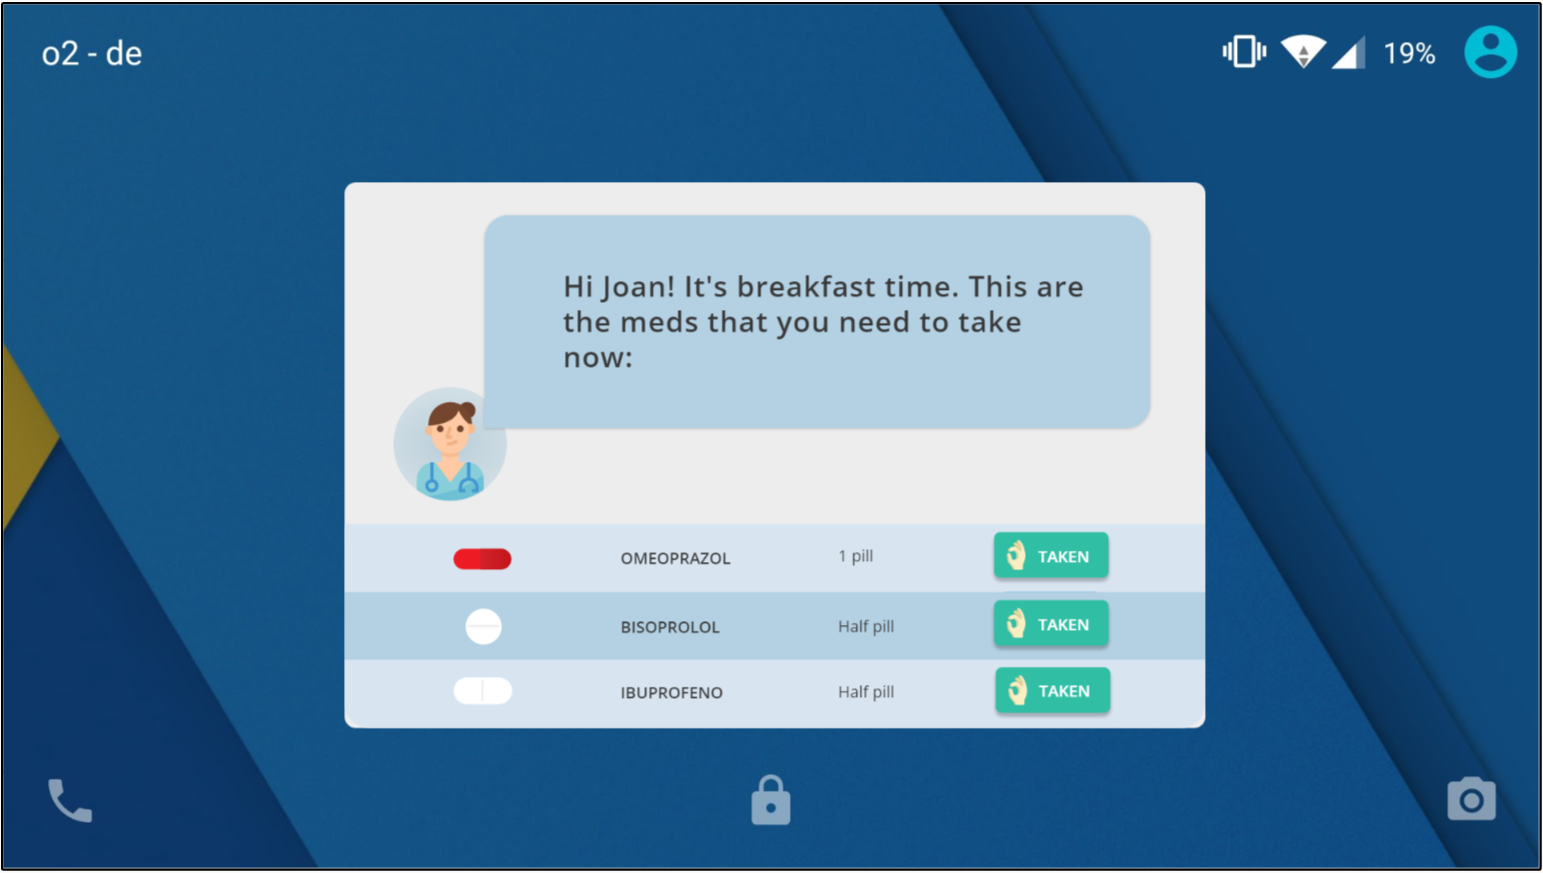 o2 - de
19%
Hi Joan! It's breakfast time. This are
the meds that you need to take
now:
OMEOPRAZOL 1 pill TAKEN
BISOPROLOL Half pill TAKEN
IBUPROFENO Half pill TAKEN